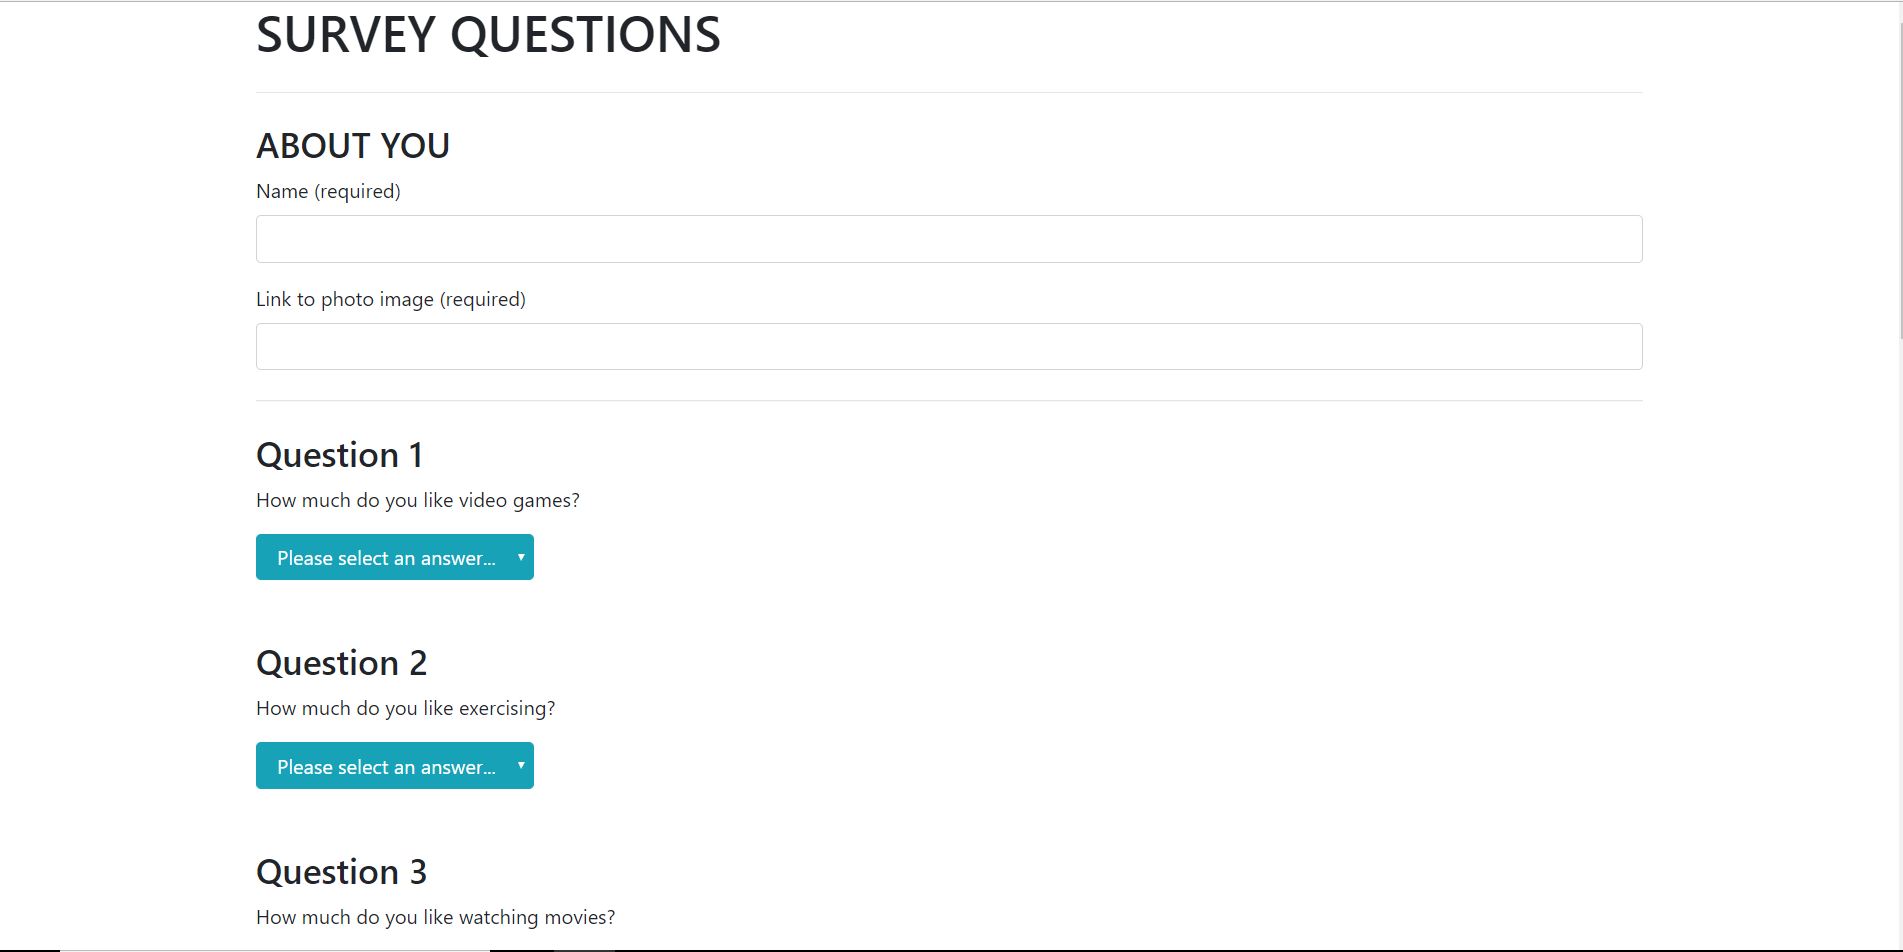 SURVEY QUESTIONS
ABOUT YOU
Name (required)
Link to photo image (required)
Question 1
How much do you like video games?
Please select an answer...
Question 2
How much do you like exercising?
Please select an answer...
Question 3
How much do you like watching movies?